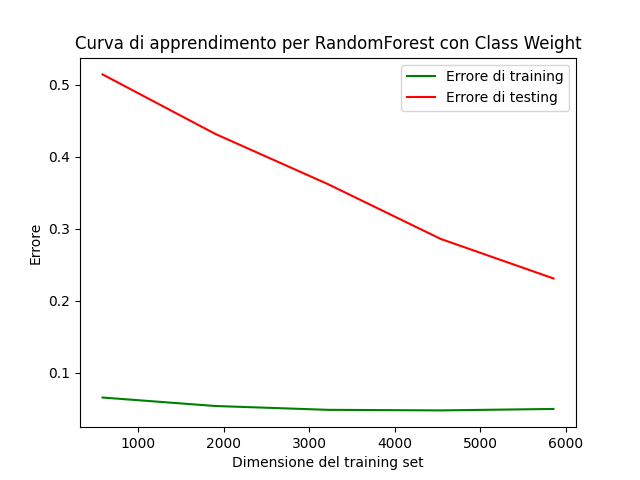 Curva di apprendimento per RandomForest con Class Weight
Errore di training
Errore di testing
0.5
0.4
0.3
0.2
0.1
Errore
1000 2000 3000 4000 5000 6000
Dimensione del training set